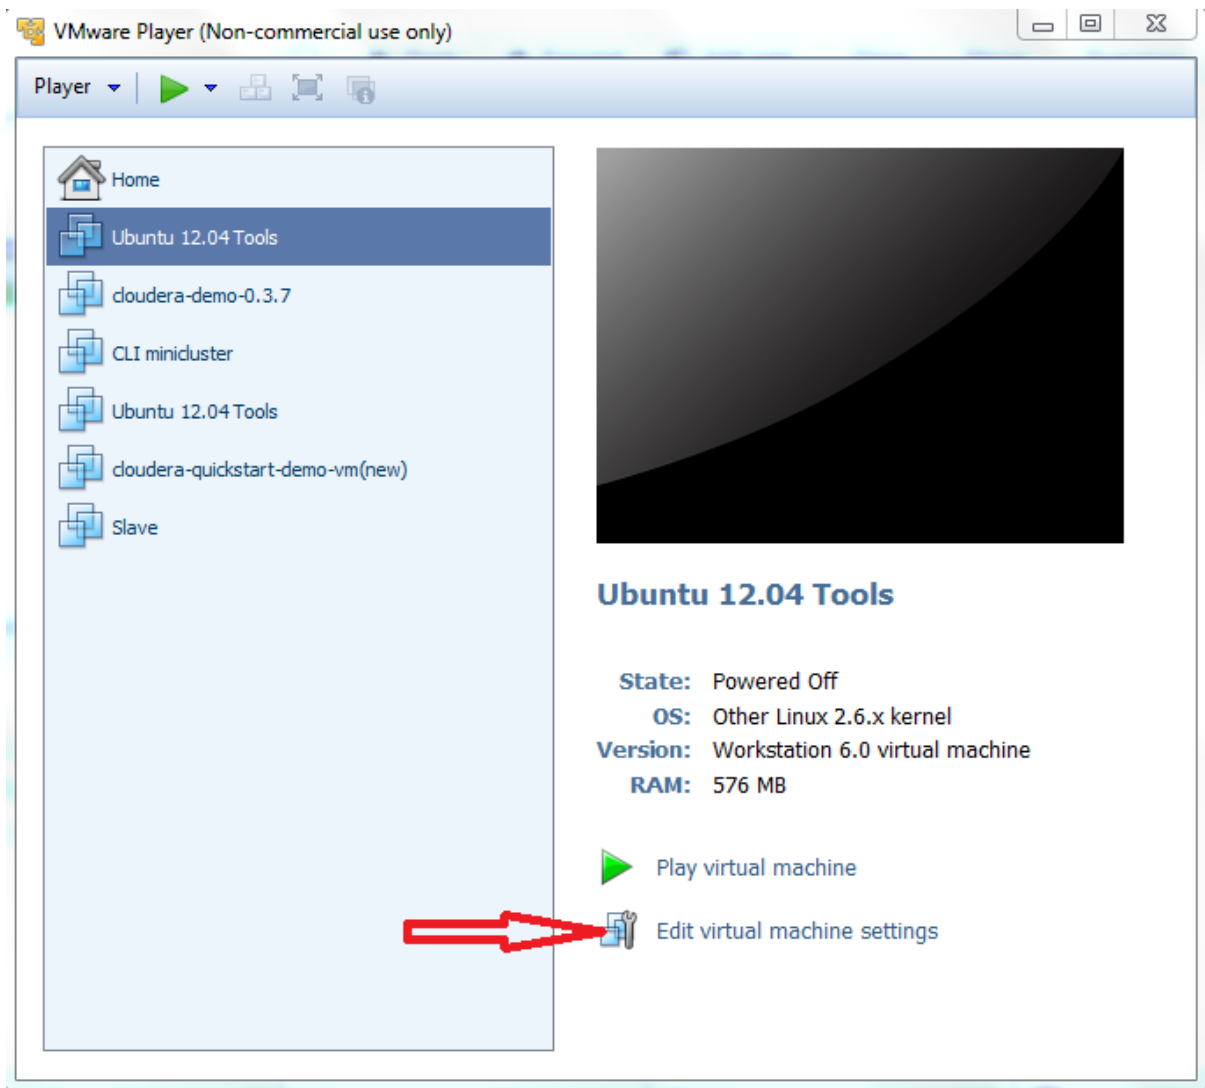 VMware Player (Non-commercial use only)
Player
Home
Ubuntu 12.04 Tools
cloudera-demo-0.3.7
CLI minicluster
Ubuntu 12.04 Tools
cloudera-quickstart-demo-vm(new)
Slave
Ubuntu 12.04 Tools
State: Powered Off
OS: Other Linux 2.6.x kernel
Version: Workstation 6.0 virtual machine
RAM: 576 MB
Play virtual machine
Edit virtual machine settings